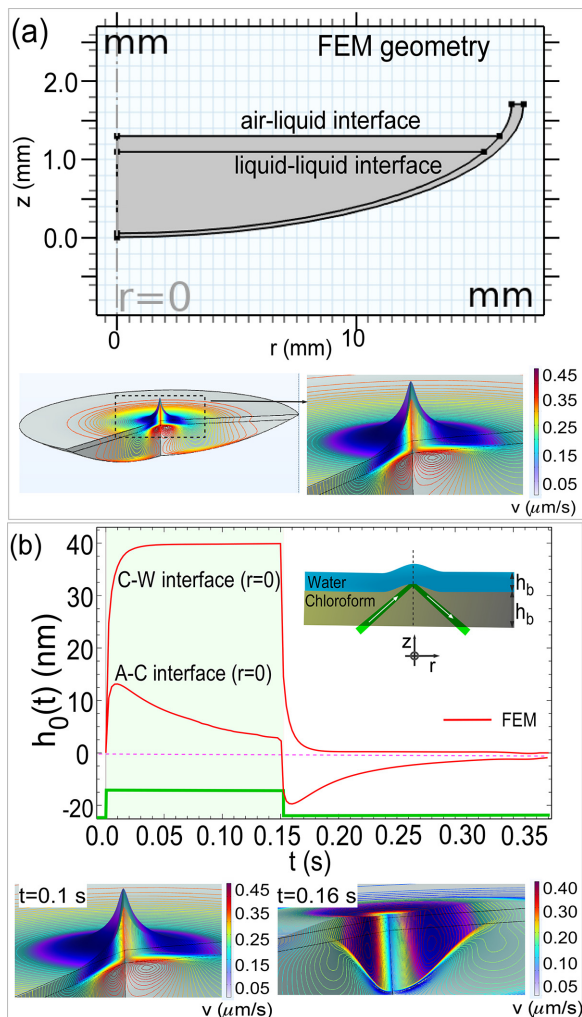 (a)
mm
FEM geometry
2.0
1.0
0.0
z (mm)
air-liquid interface
liquid-liquid interface
r=0
mm
0
10
r (mm)
0.45
0.35
0.25
0.15
0.05
v (μm/s)
(b)
40
30
20
10
0
-20
h0(t) (nm)
C-W interface (r=0)
A-C interface (r=0)
Water
Chloroform
hb
hb
z
r
FEM
-0.00
0.05
0.10
0.15
0.20
0.25
0.30
0.35
t (s)
t=0.1 s
0.45
0.35
0.25
0.15
0.05
v (μm/s)
t=0.16 s
0.40
0.30
0.20
0.10
0.00
v μm/s)